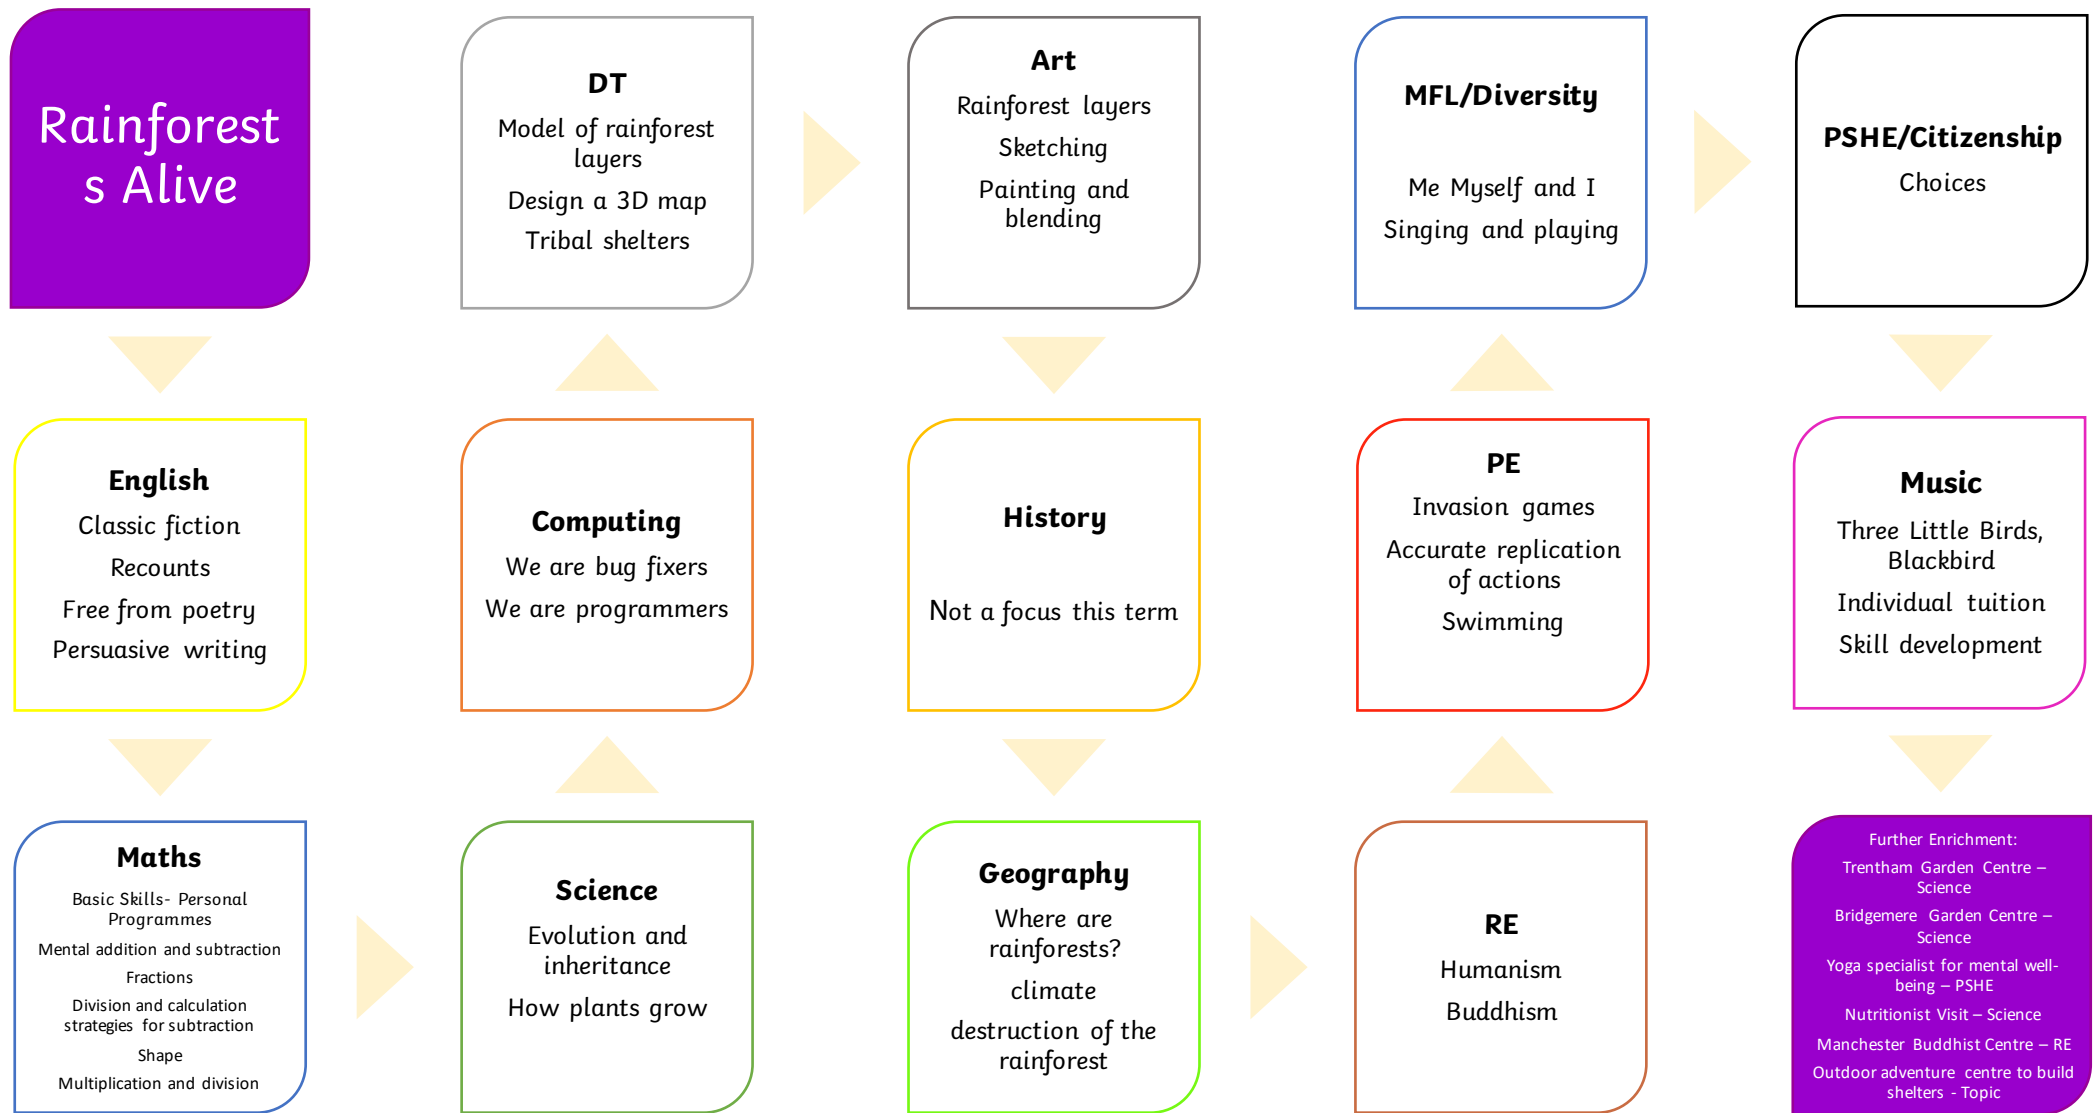 Rainforest
s Alive
English
Classic fiction
Recounts
Free from poetry
Persuasive writing
Maths
Basic Skills- Personal
Programmes
Mental addition and subtraction
Fractions
Division and calculation
strategies for subtraction
Shape
Multiplication and division
Science
Evolution and
inheritance
How plants grow
Computing
We are bug fixers
We are programmers
DT
Model of rainforest
layers
Design a 3D map
Tribal shelters
Art
Rainforest layers
Sketching
Painting and
blending
History
Not a focus this term
Geography
Where are
rainforests?
climate
destruction of the
rainforest
RE
Humanism
Buddhism
PE
Invasion games
Accurate replication
of actions
Swimming
MFL/Diversity
Me Myself and I
Singing and playing
PSHE/Citizenship
Choices
Music
Three Little Birds,
Blackbird
Individual tuition
Skill development
Further Enrichment:
Trentham Garden Centre –
Science
Bridgemere Garden Centre –
Science
Yoga specialist for mental well-
being – PSHE
Nutritionist Visit – Science
Manchester Buddhist Centre – RE
Outdoor adventure centre to build
shelters - Topic